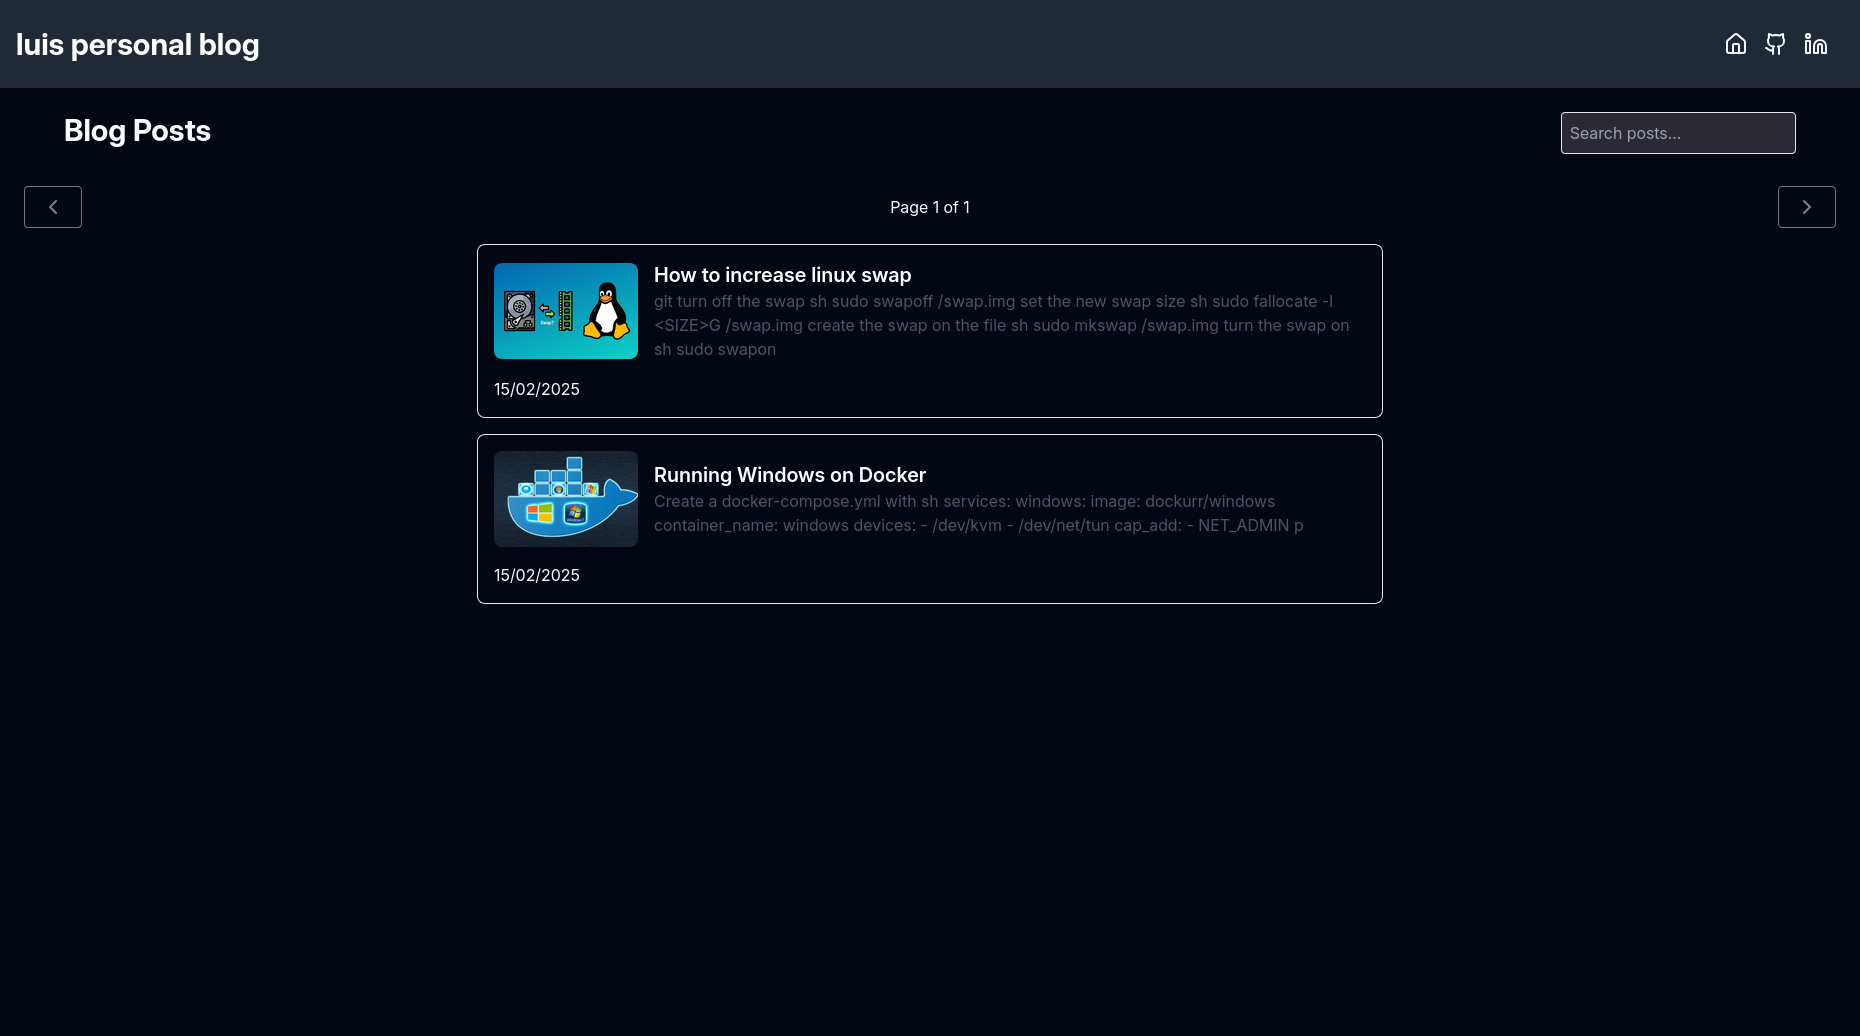 luis personal blog
Blog Posts
Search posts...
Page 1 of 1
How to increase linux swap
git turn off the swap sh sudo swapoff /swap.img set the new swap size sh sudo fallocate -l
<SIZE>G /swap.img create the swap on the file sh sudo mkswap /swap.img turn the swap on
sh sudo swapon
15/02/2025
Running Windows on Docker
Create a docker-compose.yml with sh services: windows: image: dockurr/windows
container_name: windows devices: - /dev/kvm - /dev/net/tun cap_add: - NET_ADMIN p
15/02/2025